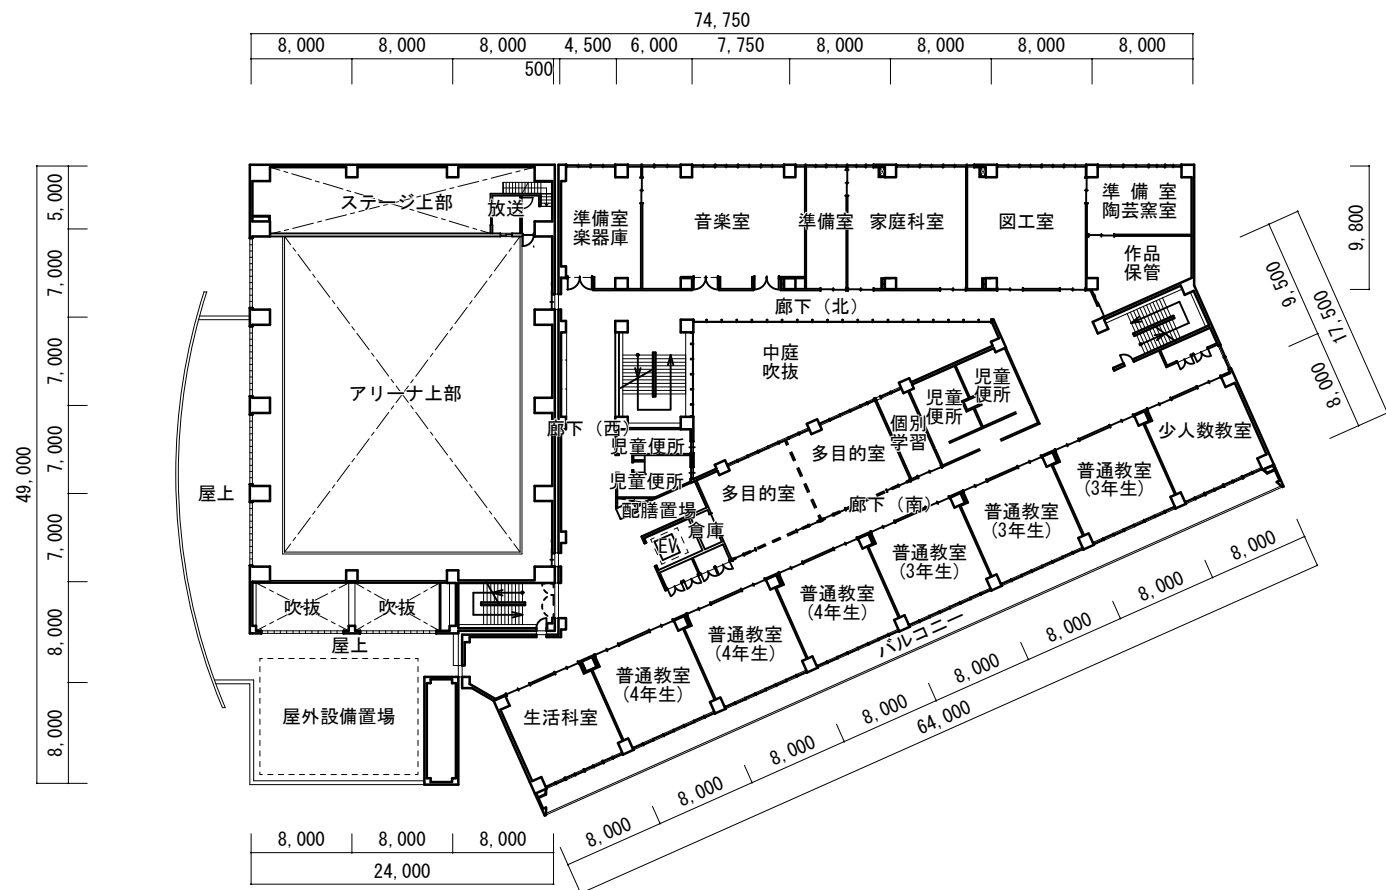 74,750
8,000 8,000 8,000 4,500 6,000 7,750 8,000 8,000 8,000 8,000
500
5,000
7,000
7,000
7,000
7,000
8,000
8,000
49,000
9,800
9,500
17,500
8,000
ステージ上部
放送
準備室
楽器庫
音楽室
準備室
家庭科室
図工室
準 備 室
陶芸窯室
作品
保管
廊下（北）
中庭
吹抜
アリーナ上部
廊下（西）
児童便所
児童便所
配膳置場
倉庫
EV
多目的室
多目的室
個別
学習
児童
便所
児童
便所
廊下（南）
少人数教室
普通教室
(3年生)
普通教室
(3年生)
普通教室
(3年生)
普通教室
(4年生)
普通教室
(4年生)
普通教室
(4年生)
生活科室
バルコニー
屋上
吹抜
吹抜
屋上
屋外設備置場
8,000
8,000
8,000
8,000
8,000
8,000
8,000
8,000
64,000
8,000 8,000 8,000
24,000